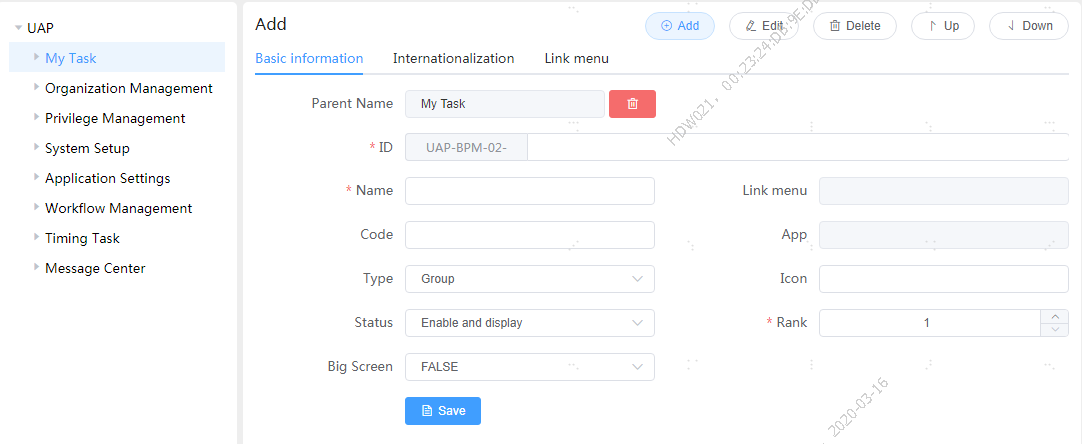 UAP
My Task
Organization Management
Privilege Management
System Setup
Application Settings
Workflow Management
Timing Task
Message Center
Add
Add Edit Delete Up Down
Basic information Internationalization Link menu
Parent Name My Task
* ID UAP-BPM-02-
* Name Link menu
Code App
Type Group Icon
Status Enable and display * Rank 1
Big Screen FALSE
Save
HDW021, 00:23:24:DB:9E:D
2020-03-16